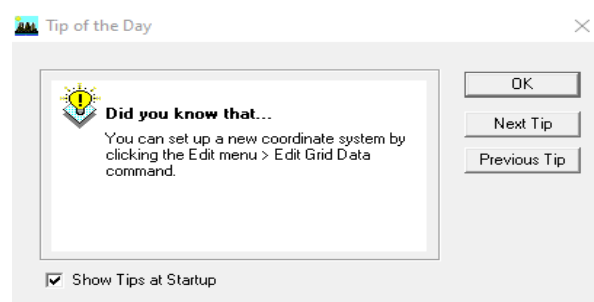 Tip of the Day
OK
Did you know that...
Next Tip
You can set up a new coordinate system by
clicking the Edit menu > Edit Grid Data
command.
Previous Tip
Show Tips at Startup